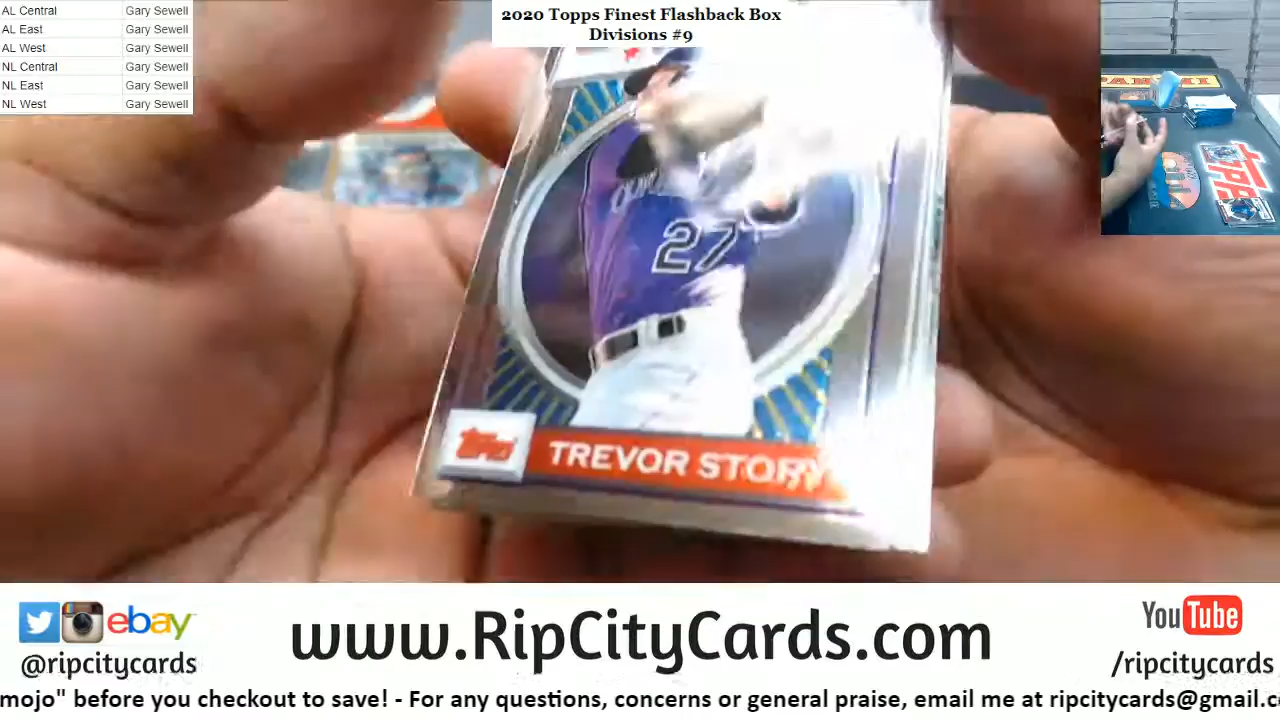 AL Central Gary Sewell
AL East Gary Sewell
AL West Gary Sewell
NL Central Gary Sewell
NL East Gary Sewell
NL West Gary Sewell
2020 Topps Finest Flashback Box
Divisions #9
PANINI
TOPPS
27
Topps
TREVOR STORY
ebay
@ripcitycards
www.RipCityCards.com
YouTube
/ripcitycards
mojo" before you checkout to save! - For any questions, concerns or general praise, email me at ripcitycards@gmail.c